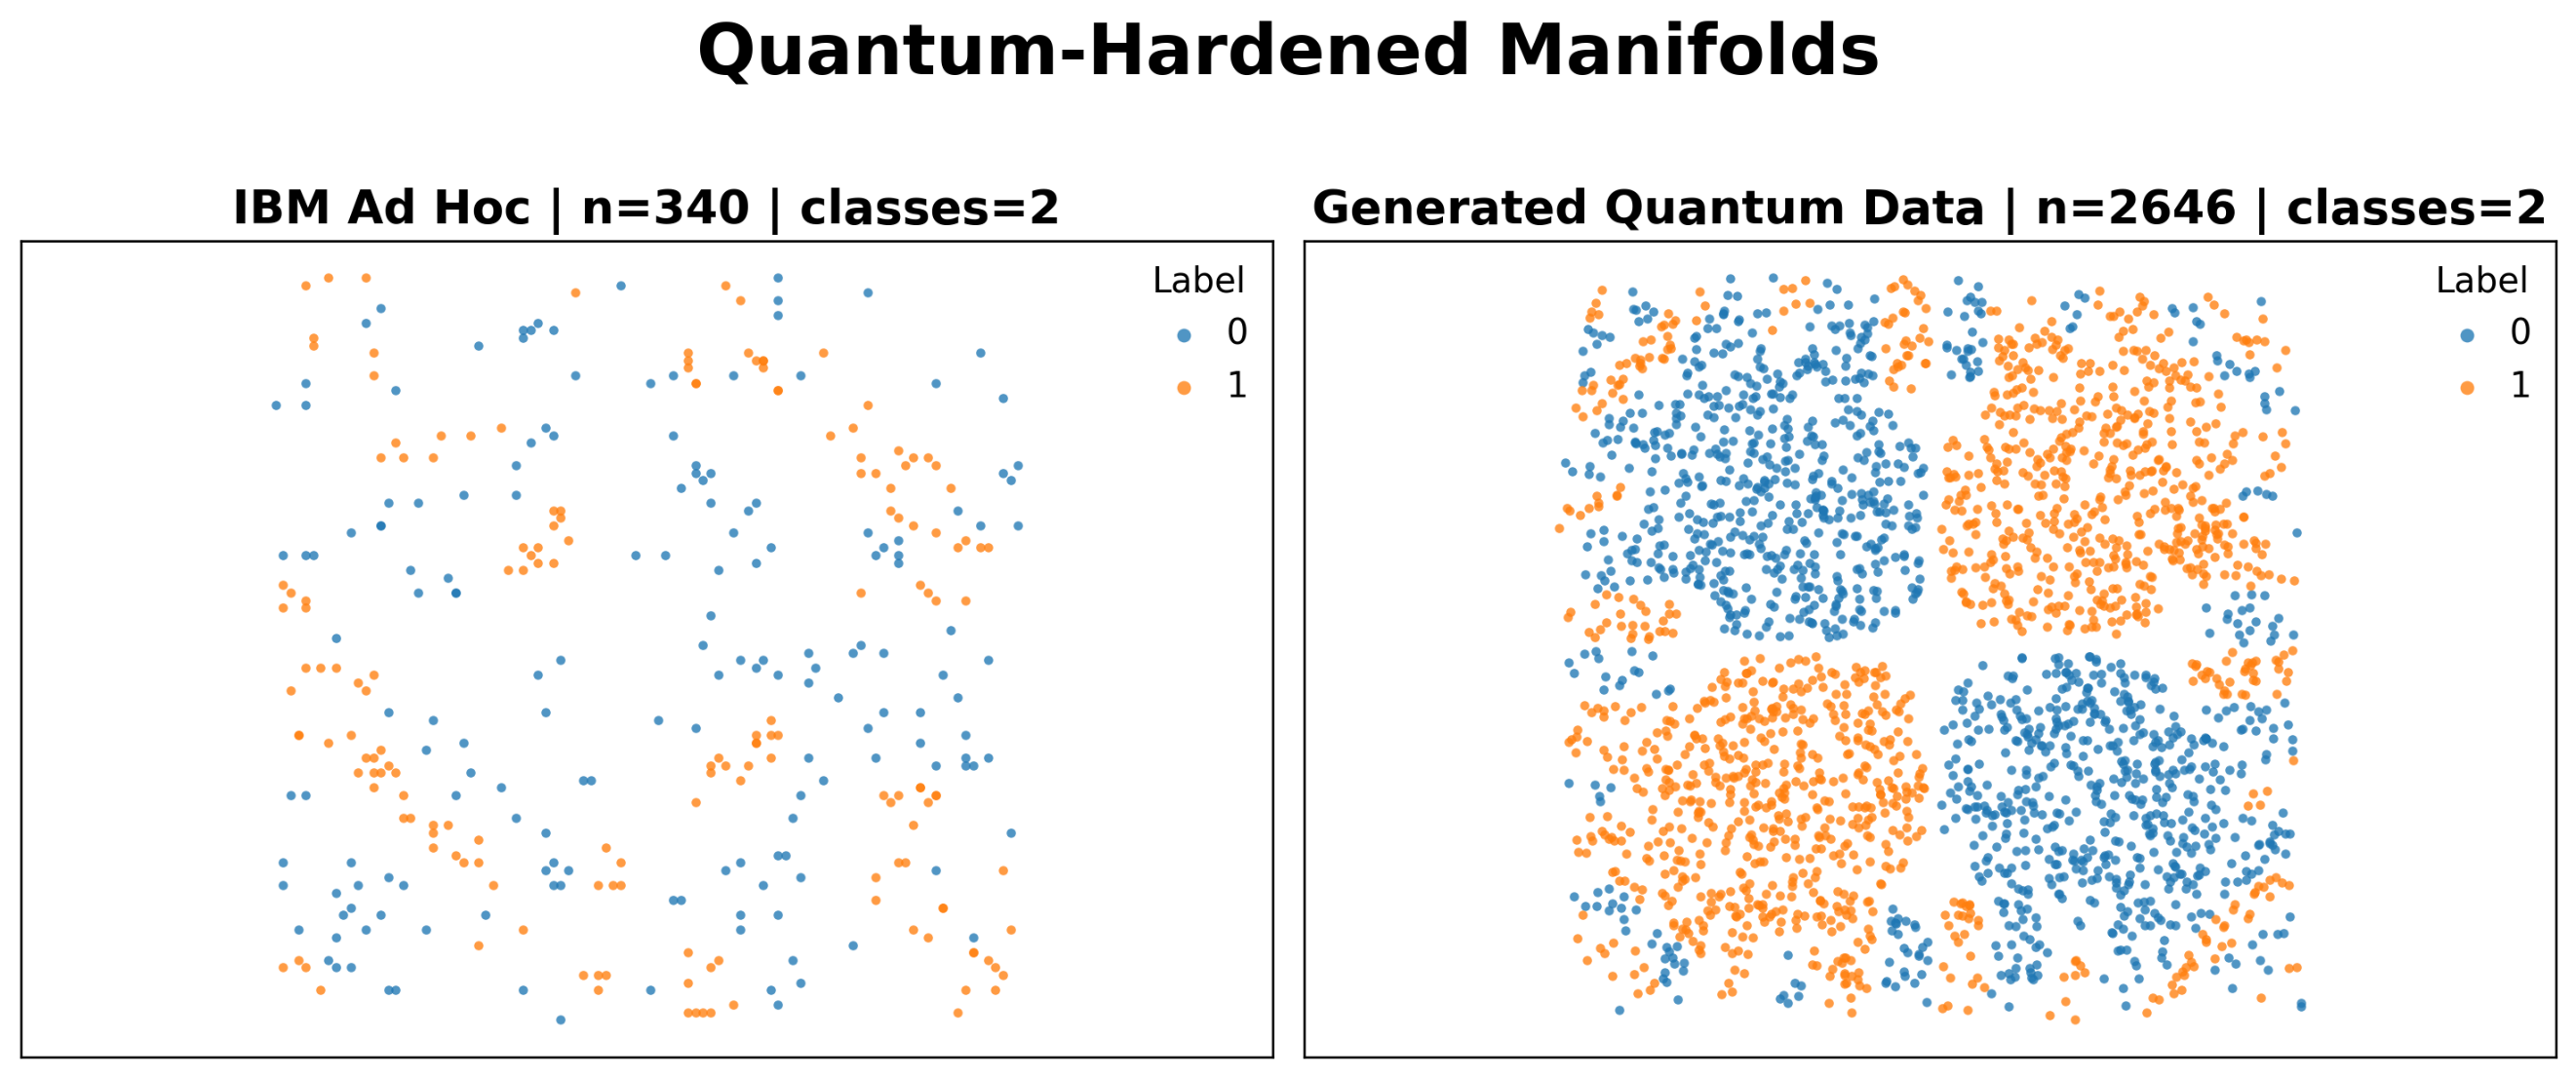 Quantum-Hardened Manifolds
IBM Ad Hoc | n=340 | classes=2
Label
0
1
Generated Quantum Data | n=2646 | classes=2
Label
0
1